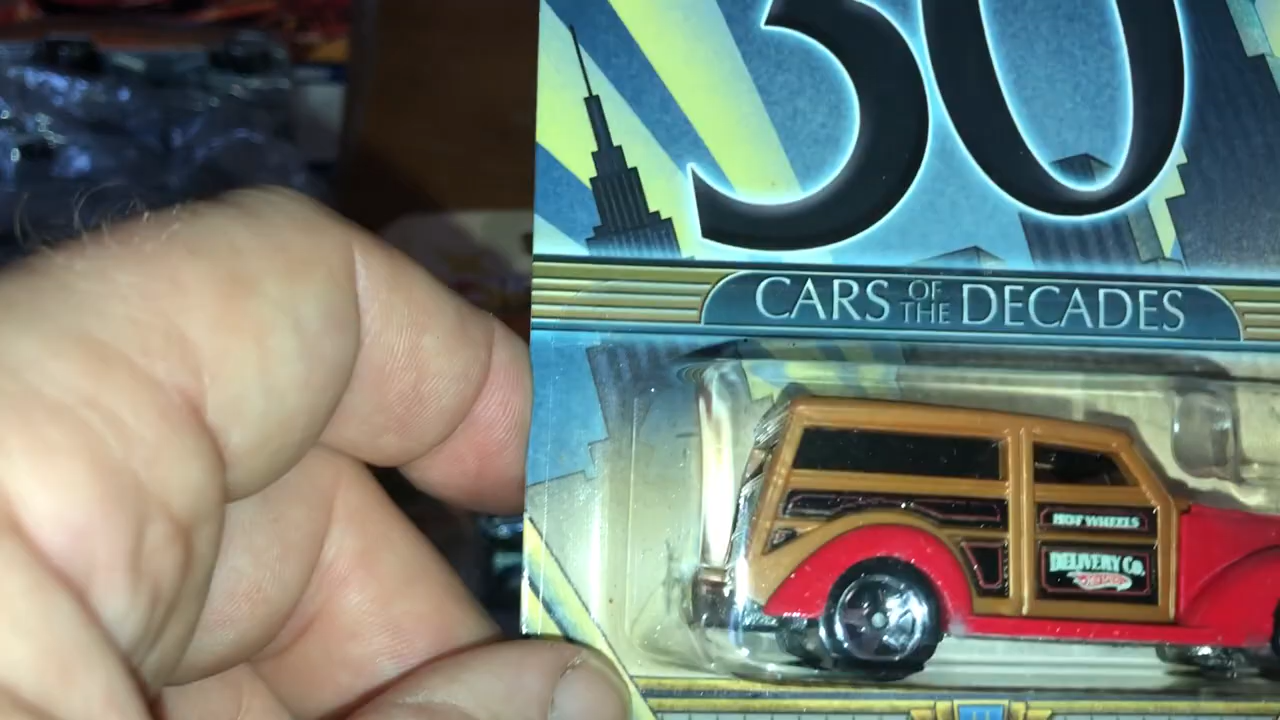 30
CARS OF THE DECADES
HOT WHEELS
DELIVERY CO.